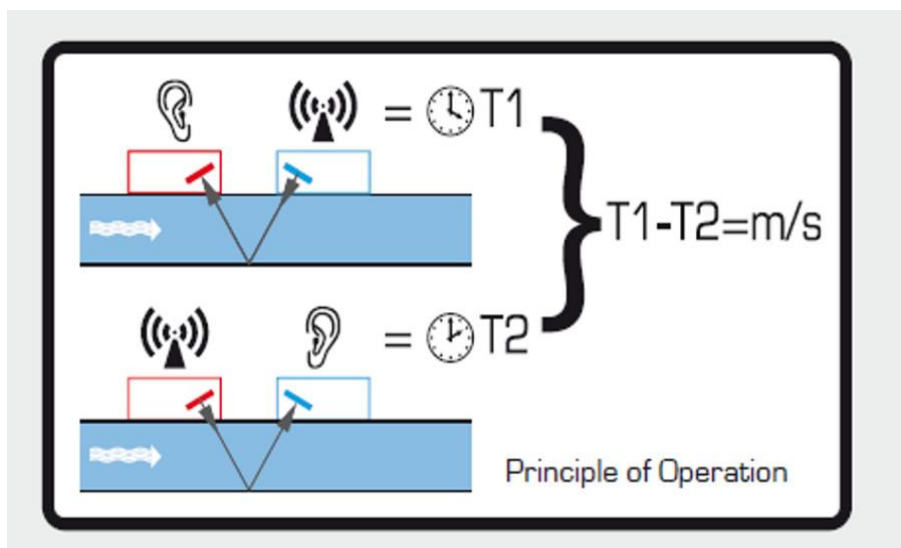 = T1
T1-T2=m/s
= T2
Principle of Operation